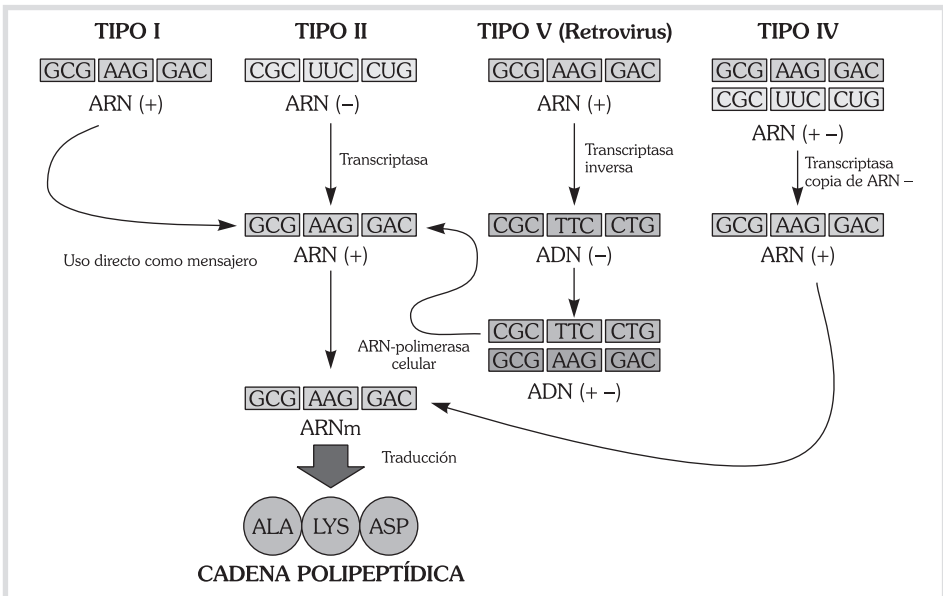 TIPO I
TIPO II
TIPO V (Retrovirus)
TIPO IV
GCG AAG GAC
ARN (+)
CGC UUC CUG
ARN (−)
GCG AAG GAC
ARN (+)
GCG AAG GAC
CGC UUC CUG
ARN (+ −)
Transcriptasa
Transcriptasa
inversa
Transcriptasa
copia de ARN –
Uso directo como mensajero
GCG AAG GAC
ARN (+)
CGC TTC CTG
ADN (−)
GCG AAG GAC
ARN (+)
ARN-polimerasa
celular
CGC TTC CTG
GCG AAG GAC
ADN (+ −)
GCG AAG GAC
ARNm
Traducción
ALA LYS ASP
CADENA POLIPEPTÍDICA